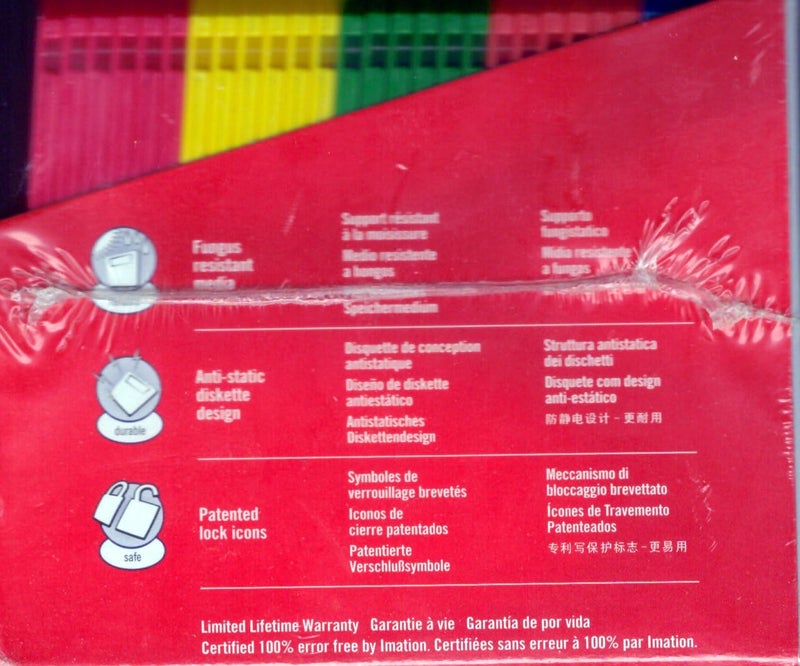 Fungus
resistant
media
Support résistant
à la moisissure
Medio resistente
a hongos
Speichermedium
Supporto
fungistatico
Midia resistente
a fungos
durable
Anti-static
diskette
design
Disquette de conception
antistatique
Diseño de diskette
antiestático
Antistatisches
Diskettendesign
Struttura antistatica
dei dischetti
Disquete com design
anti-estático
防静电设计－更耐用
safe
Patented
lock icons
Symboles de
verrouillage brevetés
Iconos de
cierre patentados
Patentierte
Verschlußsymbole
Meccanismo di
bloccaggio brevettato
Ícones de Travemento
Patenteados
专利写保护标志－更易用
Limited Lifetime Warranty Garantie à vie Garantía de por vida
Certified 100% error free by Imation. Certifiées sans erreur à 100% par Imation.